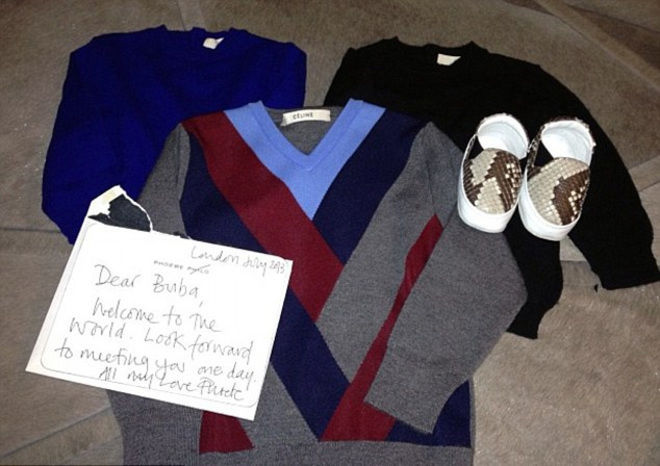 CÉLINE
London July 2013
PHOEBE PHILO
Dear Buba,
Welcome to the
World. Look forward
to meeting you one day.
All my love